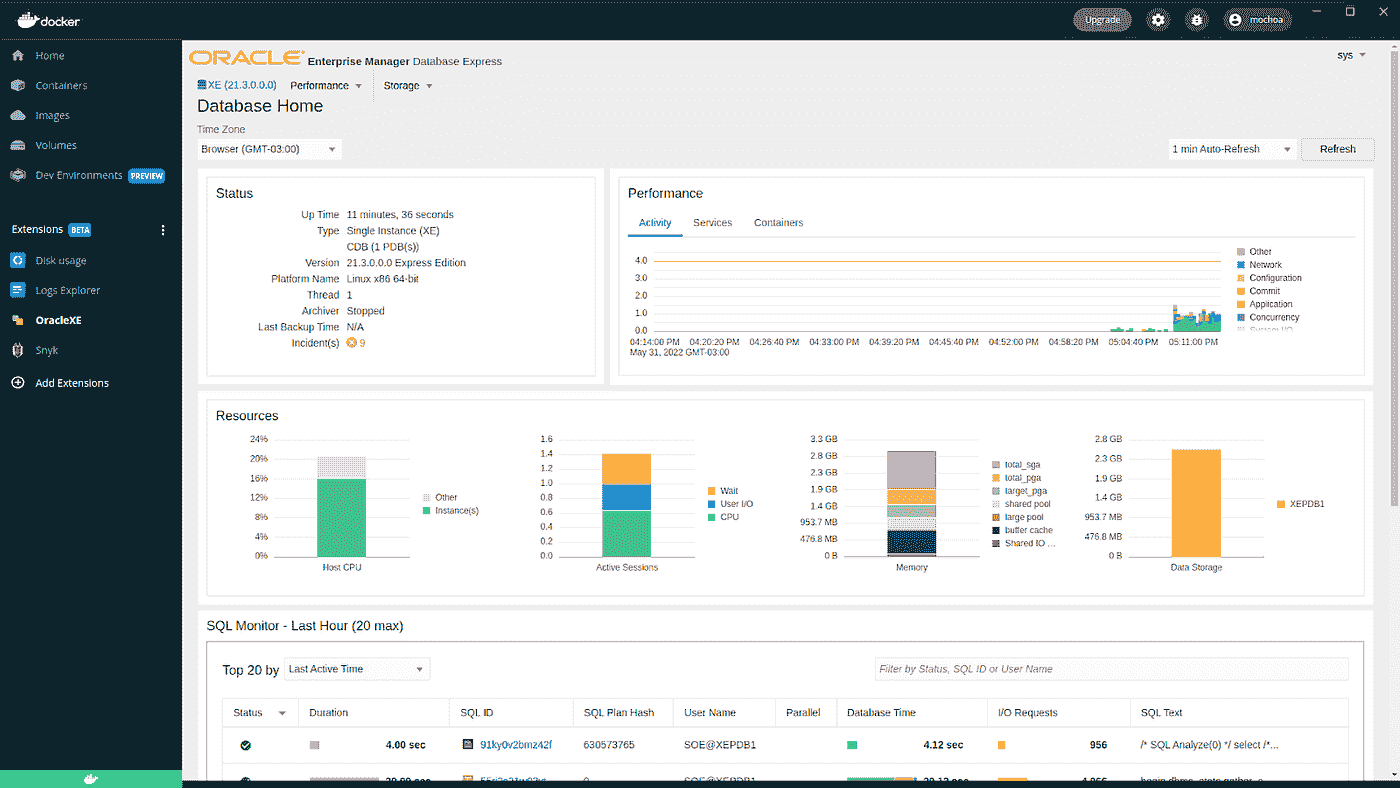 docker
Upgrade
mochoa
Home
Containers
Images
Volumes
Dev Environments PREVIEW
Extensions BETA
Disk usage
Logs Explorer
OracleXE
Snyk
Add Extensions
ORACLE Enterprise Manager Database Express
sys
XE (21.3.0.0.0) Performance Storage
Database Home
Time Zone
Browser (GMT-03:00)
1 min Auto-Refresh Refresh
Status
Up Time 11 minutes, 36 seconds
Type Single Instance (XE)
CDB (1 PDB(s))
Version 21.3.0.0.0 Express Edition
Platform Name Linux x86 64-bit
Thread 1
Archiver Stopped
Last Backup Time N/A
Incident(s) 9
Performance
Activity Services Containers
4.0
3.0
2.0
1.0
0.0
04:14:00 PM 04:20:20 PM 04:26:40 PM 04:33:00 PM 04:39:20 PM 04:45:40 PM 04:52:00 PM 04:58:20 PM 05:04:40 PM 05:11:00 PM
May 31, 2022 GMT-03:00
Other
Network
Configuration
Commit
Application
Concurrency
System I/O
Resources
24%
20%
16%
12%
8%
4%
0%
Host CPU
Other
Instance(s)
1.6
1.4
1.2
1.0
0.8
0.6
0.4
0.2
0.0
Active Sessions
Wait
User I/O
CPU
3.3 GB
2.8 GB
2.3 GB
1.9 GB
1.4 GB
953.7 MB
476.8 MB
0 B
Memory
total_sga
total_pga
target_pga
shared pool
large pool
buffer cache
Shared IO ...
2.8 GB
2.3 GB
1.9 GB
1.4 GB
953.7 MB
476.8 MB
0 B
Data Storage
XEPDB1
SQL Monitor - Last Hour (20 max)
Top 20 by Last Active Time
Filter by Status, SQL ID or User Name
Status Duration SQL ID SQL Plan Hash User Name Parallel Database Time I/O Requests SQL Text
4.00 sec 91ky0v2bmz42f 630573765 SOE@XEPDB1 4.12 sec 956 /* SQL Analyze(0) */ select /*...
SOE@XEPDB1